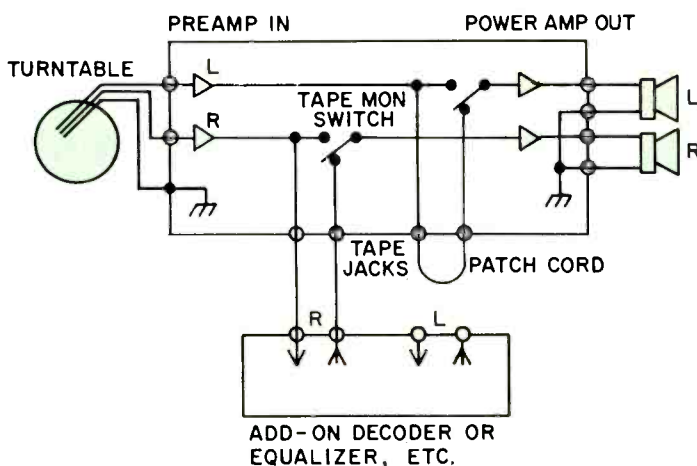 PREAMP IN
POWER AMP OUT
TURNTABLE
L
TAPE MON
SWITCH
R
L
R
TAPE
JACKS
PATCH CORD
R
L
ADD-ON DECODER OR
EQUALIZER, ETC.